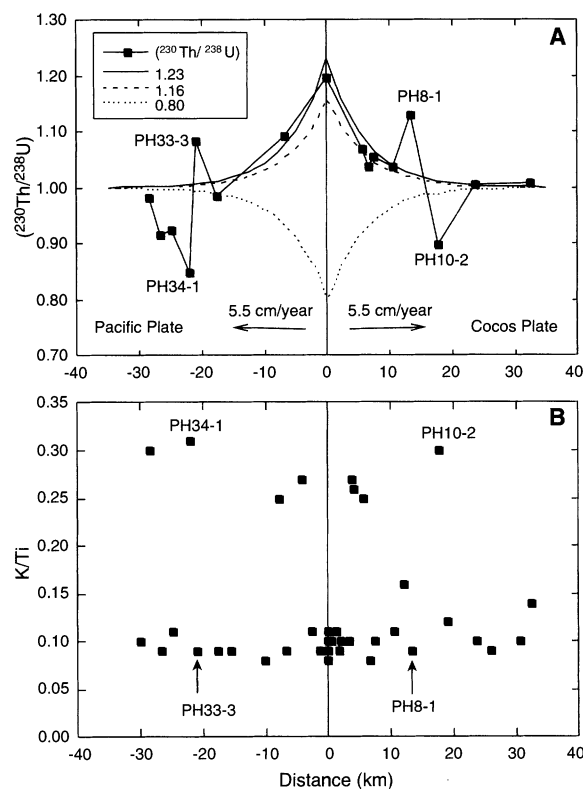 A
(²³⁰Th/²³⁸U)
1.30
1.20
1.10
1.00
0.90
0.80
0.70
(²³⁰Th/²³⁸U)
1.23
1.16
0.80
PH33-3
PH8-1
PH34-1
PH10-2
5.5 cm/year
5.5 cm/year
Pacific Plate
Cocos Plate
-40 -30 -20 -10 0 10 20 30 40
B
K/Ti
0.35
0.30
0.25
0.20
0.15
0.10
0.05
0.00
PH34-1
PH10-2
PH33-3
PH8-1
-40 -30 -20 -10 0 10 20 30 40
Distance (km)